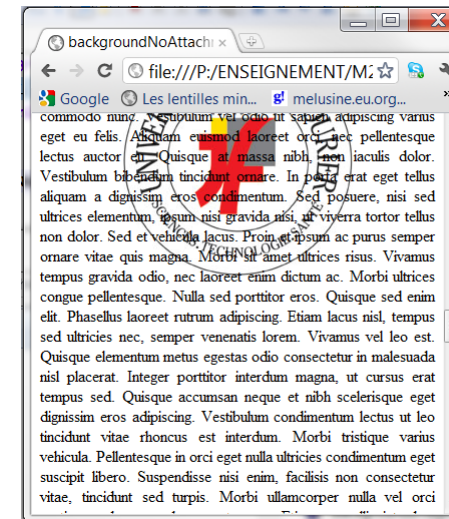 backgroundNoAttach
file:///P:/ENSEIGNEMENT/M2
Google Les lentilles min... melusine.eu.org... »
commodo nunc. Vestibulum vel odio ut sapien adipiscing varius
eget eu felis. Aliquam euismod laoreet orci nec pellentesque
lectus auctor Quisque at massa nibh, non iaculis dolor.
Vestibulum bibendum tincidunt ornare. In porta erat eget tellus
aliquam a dignissim eros condimentum. Sed posuere, nisi sed
ultrices elementum, ipsum nisi gravida nisi, ut viverra tortor tellus
non dolor. Sed et vehicula lacus. Proin et ipsum ac purus semper
ornare vitae quis magna. Morbi sit amet ultrices risus. Vivamus
tempus gravida odio, nec laoreet enim dictum ac. Morbi ultrices
congue pellentesque. Nulla sed porttitor eros. Quisque sed enim
elit. Phasellus laoreet rutrum adipiscing. Etiam lacus nisl, tempus
sed ultricies nec, semper venenatis lorem. Vivamus vel leo est.
Quisque elementum metus egestas odio consectetur in malesuada
nisl placerat. Integer porttitor interdum magna, ut cursus erat
tempus sed. Quisque accumsan neque et nibh scelerisque eget
dignissim eros adipiscing. Vestibulum condimentum lectus ut leo
tincidunt vitae rhoncus est interdum. Morbi tristique varius
vehicula. Pellentesque in orci eget nulla ultricies condimentum eget
suscipit libero. Suspendisse nisi enim, facilisis non consectetur
vitae, tincidunt sed turpis. Morbi ullamcorper nulla vel orci